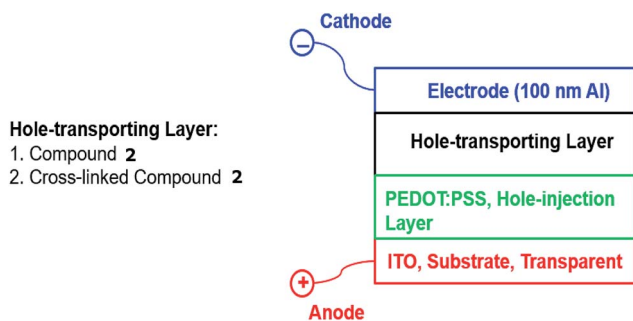 Cathode
−
Electrode (100 nm Al)
Hole-transporting Layer:
1. Compound 2
2. Cross-linked Compound 2
Hole-transporting Layer
PEDOT:PSS, Hole-injection
Layer
ITO, Substrate, Transparent
+
Anode